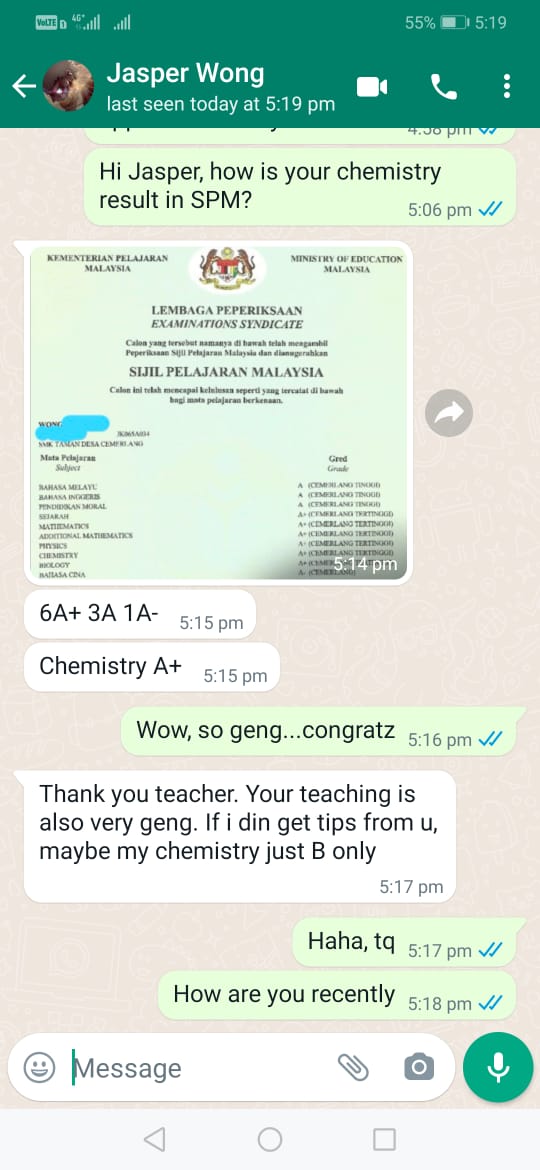 VoLTE 4G+ 55% 5:19
Jasper Wong
last seen today at 5:19 pm
4:58 pm
Hi Jasper, how is your chemistry
result in SPM?
5:06 pm
KEMENTERIAN PELAJARAN
MALAYSIA
MINISTRY OF EDUCATION
MALAYSIA
LEMBAGA PEPERIKSAAN
EXAMINATIONS SYNDICATE
Calon yang tersebut namanya di bawah telah mengambil
Peperiksaan Sijil Pelajaran Malaysia dan dianugerahkan
SIJIL PELAJARAN MALAYSIA
Calon ini telah mencapai kelulusan seperti yang tercatat di bawah
bagi mata pelajaran berkenaan.
WONG
SMK TAMAN DESA CEMERLANG
Mata Pelajaran Gred
Subject Grade
BAHASA MELAYU A (CEMERLANG TINGGI)
BAHASA INGGERIS A (CEMERLANG TINGGI)
PENDIDIKAN MORAL A (CEMERLANG TINGGI)
SEJARAH A+ (CEMERLANG TERTINGGI)
MATHEMATICS A+ (CEMERLANG TERTINGGI)
ADDITIONAL MATHEMATICS A+ (CEMERLANG TERTINGGI)
PHYSICS A+ (CEMERLANG TERTINGGI)
CHEMISTRY A+ (CEMERLANG TERTINGGI)
BIOLOGY A+
BAHASA CINA A- (CEMERLANG)
5:14 pm
6A+ 3A 1A- 5:15 pm
Chemistry A+ 5:15 pm
Wow, so geng...congratz 5:16 pm
Thank you teacher. Your teaching is
also very geng. If i din get tips from u,
maybe my chemistry just B only
5:17 pm
Haha, tq 5:17 pm
How are you recently 5:18 pm
Message